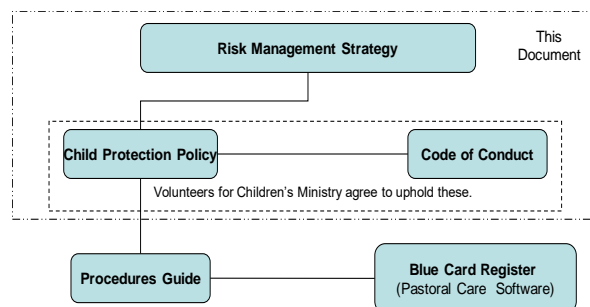 Risk Management Strategy
This
Document
Child Protection Policy
Code of Conduct
Volunteers for Children's Ministry agree to uphold these.
Procedures Guide
Blue Card Register
(Pastoral Care Software)